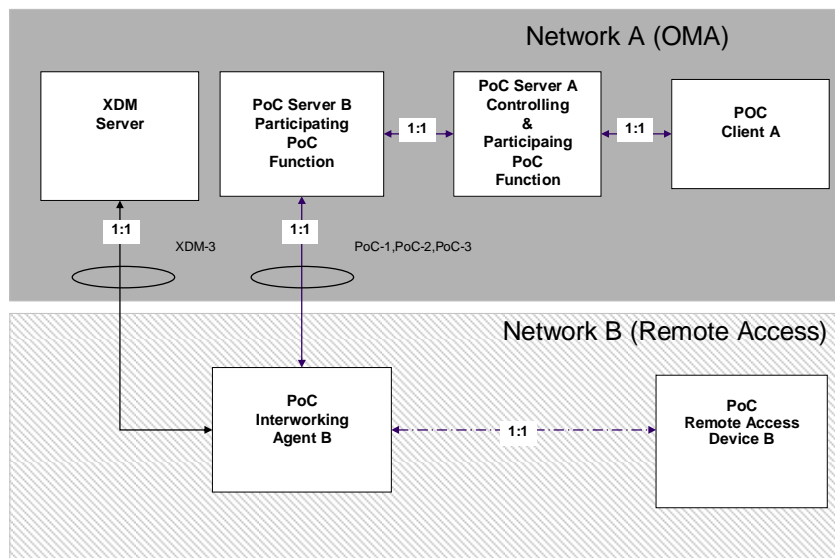 Network A (OMA)
XDM
Server
PoC Server B
Participating
PoC
Function
1:1
PoC Server A
Controlling
&
Participaing
PoC
Function
1:1
POC
Client A
1:1
XDM-3
1:1
PoC-1,PoC-2,PoC-3
Network B (Remote Access)
PoC
Interworking
Agent B
1:1
PoC
Remote Access
Device B